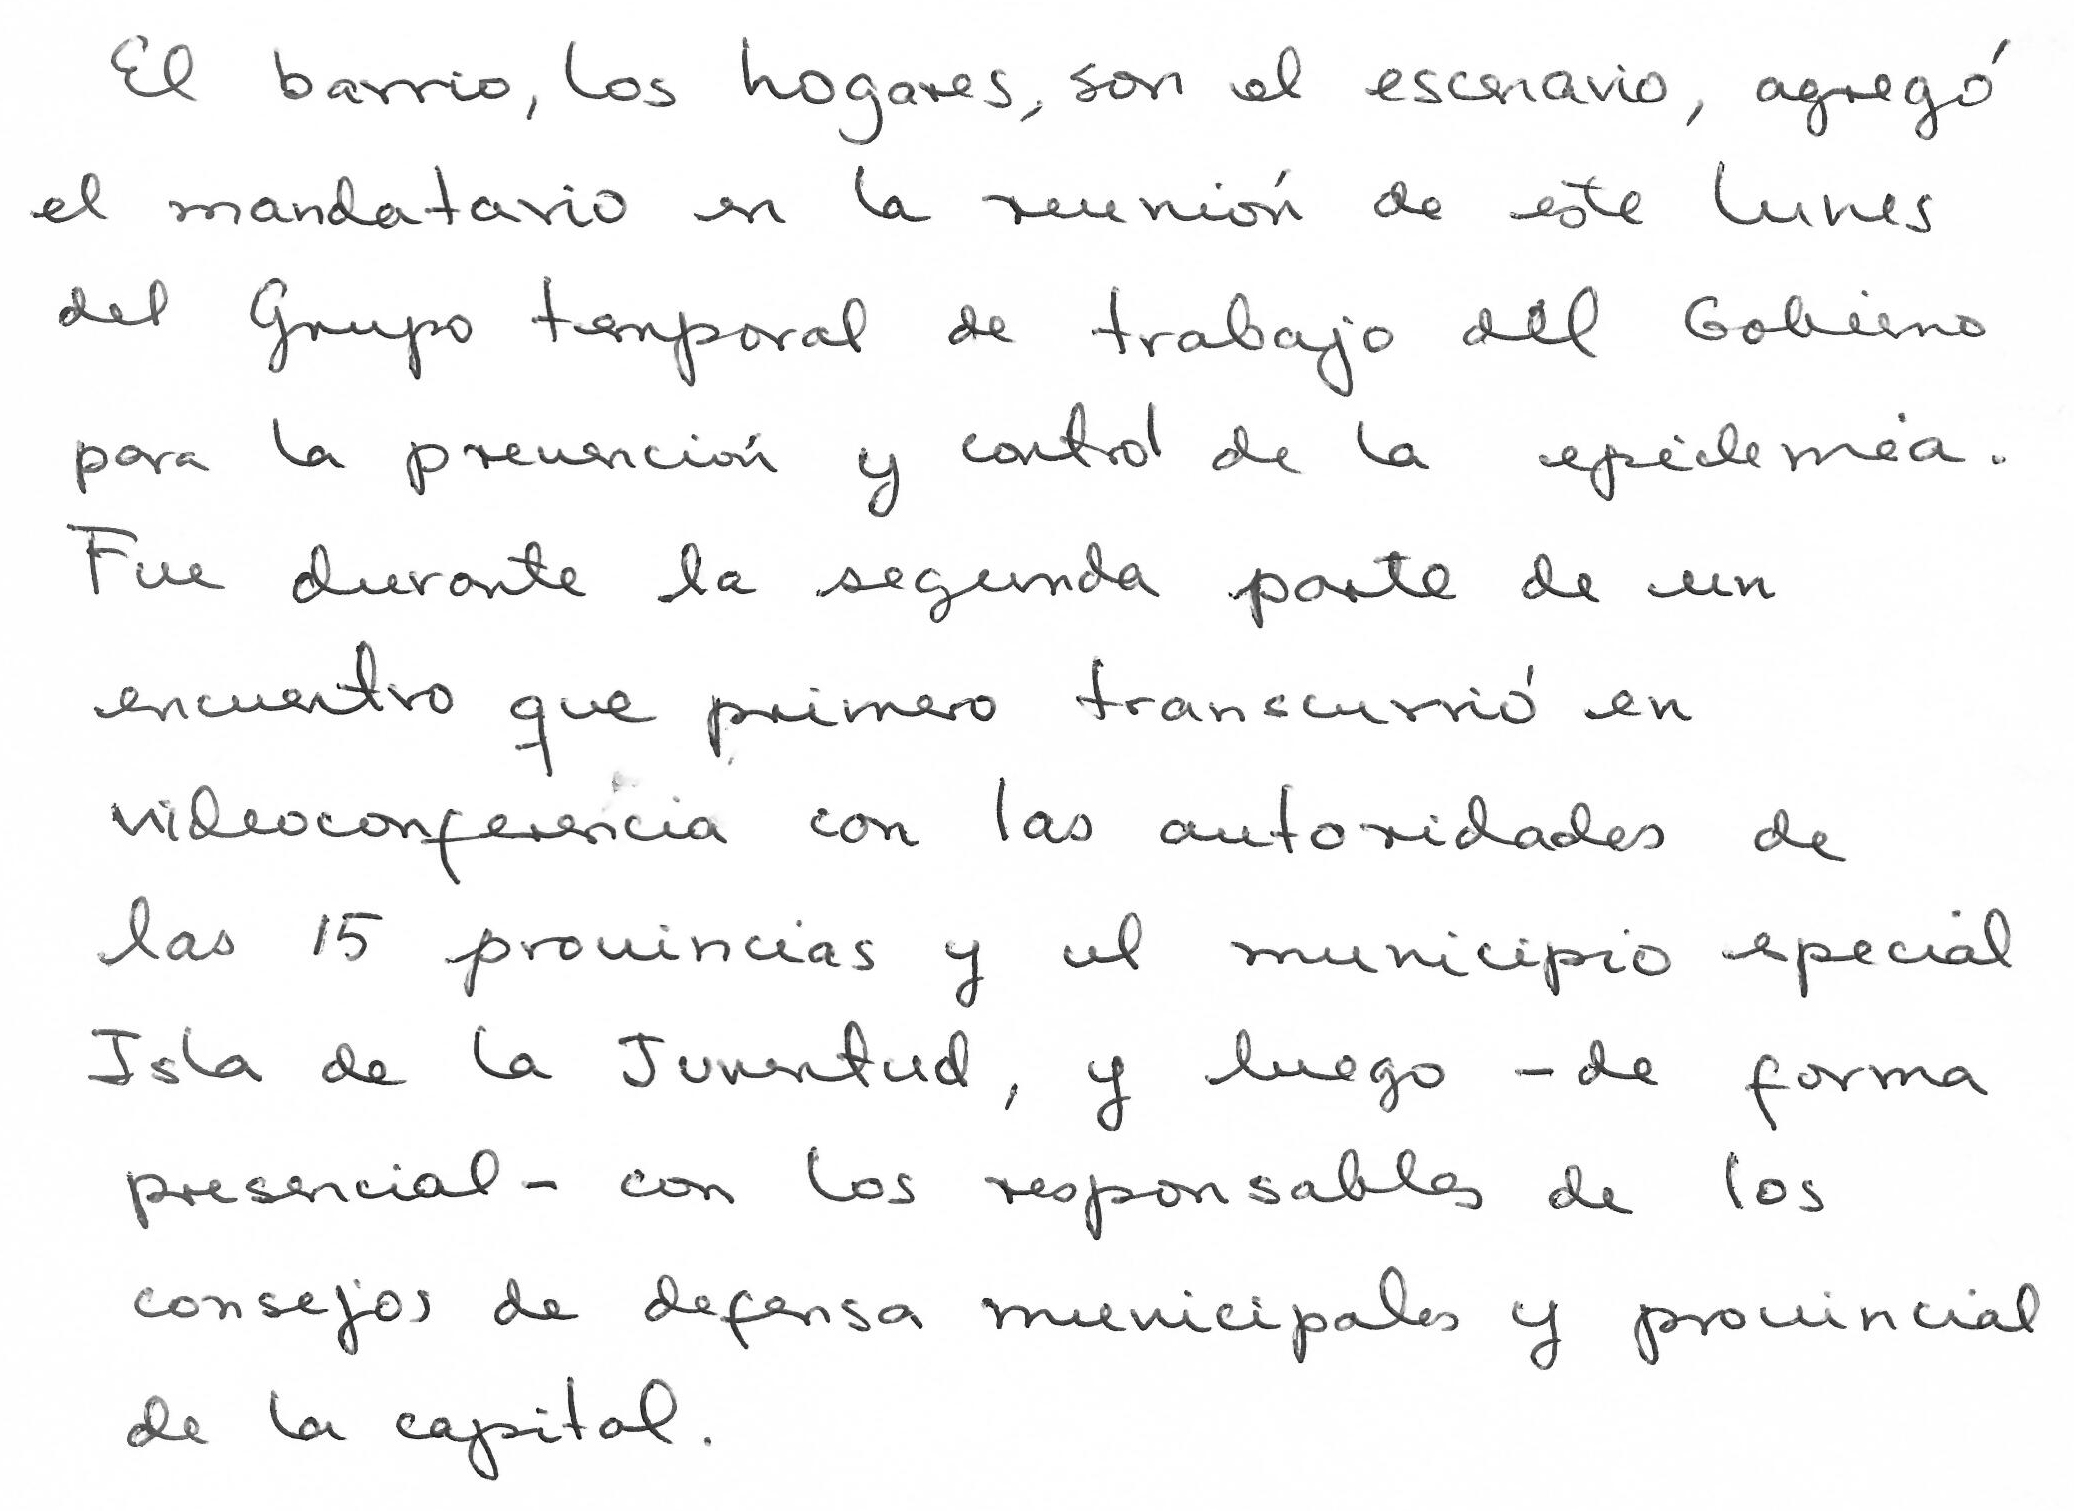 El barrio, los hogares, son el escenario, agregó
el mandatario en la reunión de este lunes
del Grupo temporal de trabajo del Gobierno
para la prevención y control de la epidemia.
Fue durante la segunda parte de un
encuentro que primero transcurrió en
videoconferencia con las autoridades de
las 15 provincias y el municipio especial
Isla de la Juventud, y luego -de forma
presencial- con los responsables de los
consejos de defensa municipales y provincial
de la capital.